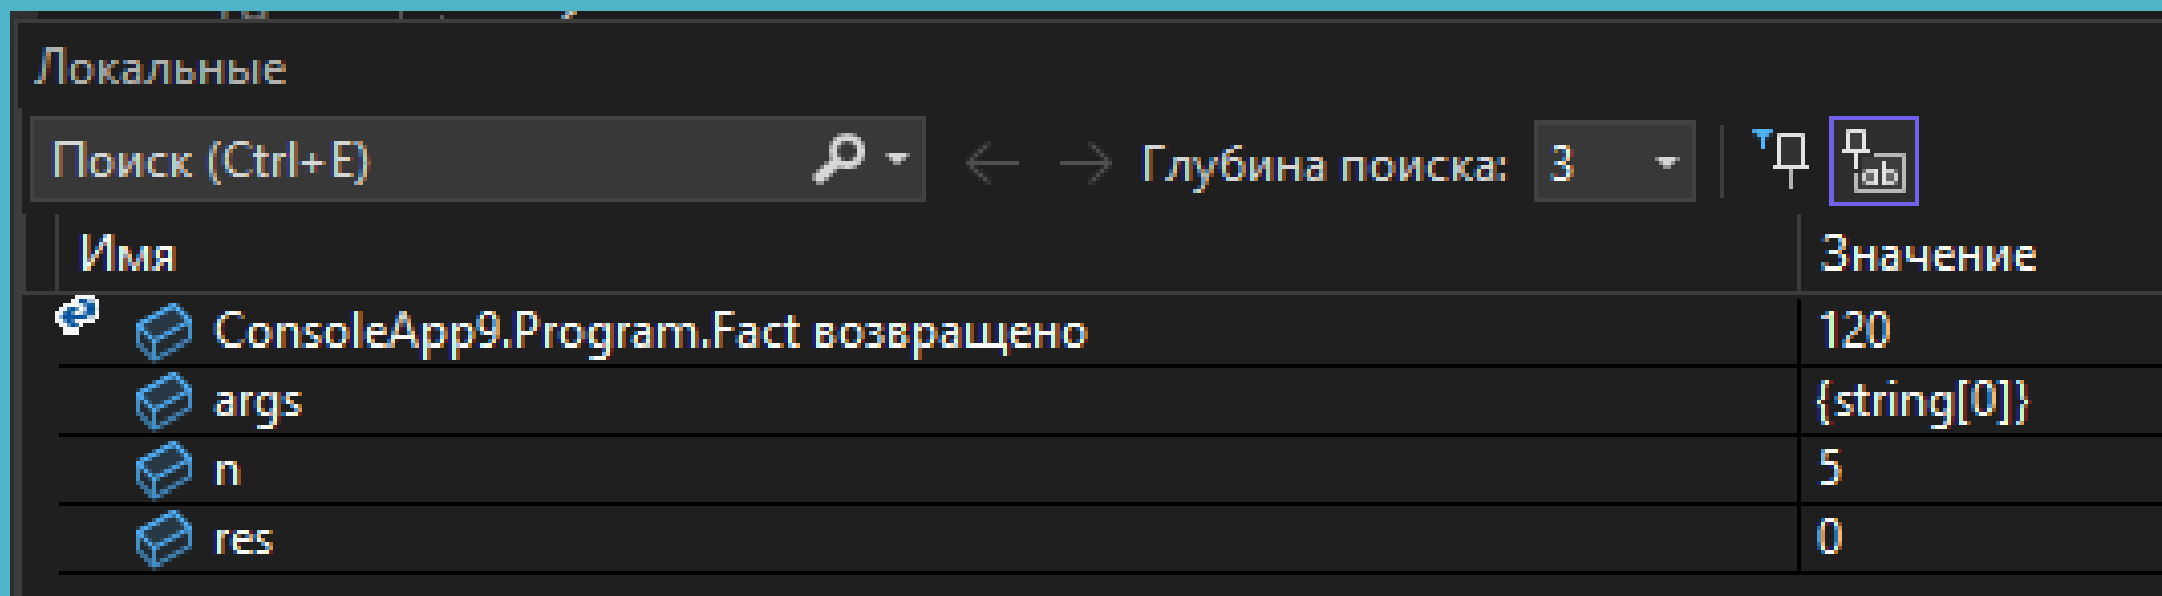 Локальные
Поиск (Ctrl+E) Глубина поиска: 3 ab
Имя Значение
ConsoleApp9.Program.Fact возвращено 120
args {string[0]}
n 5
res 0